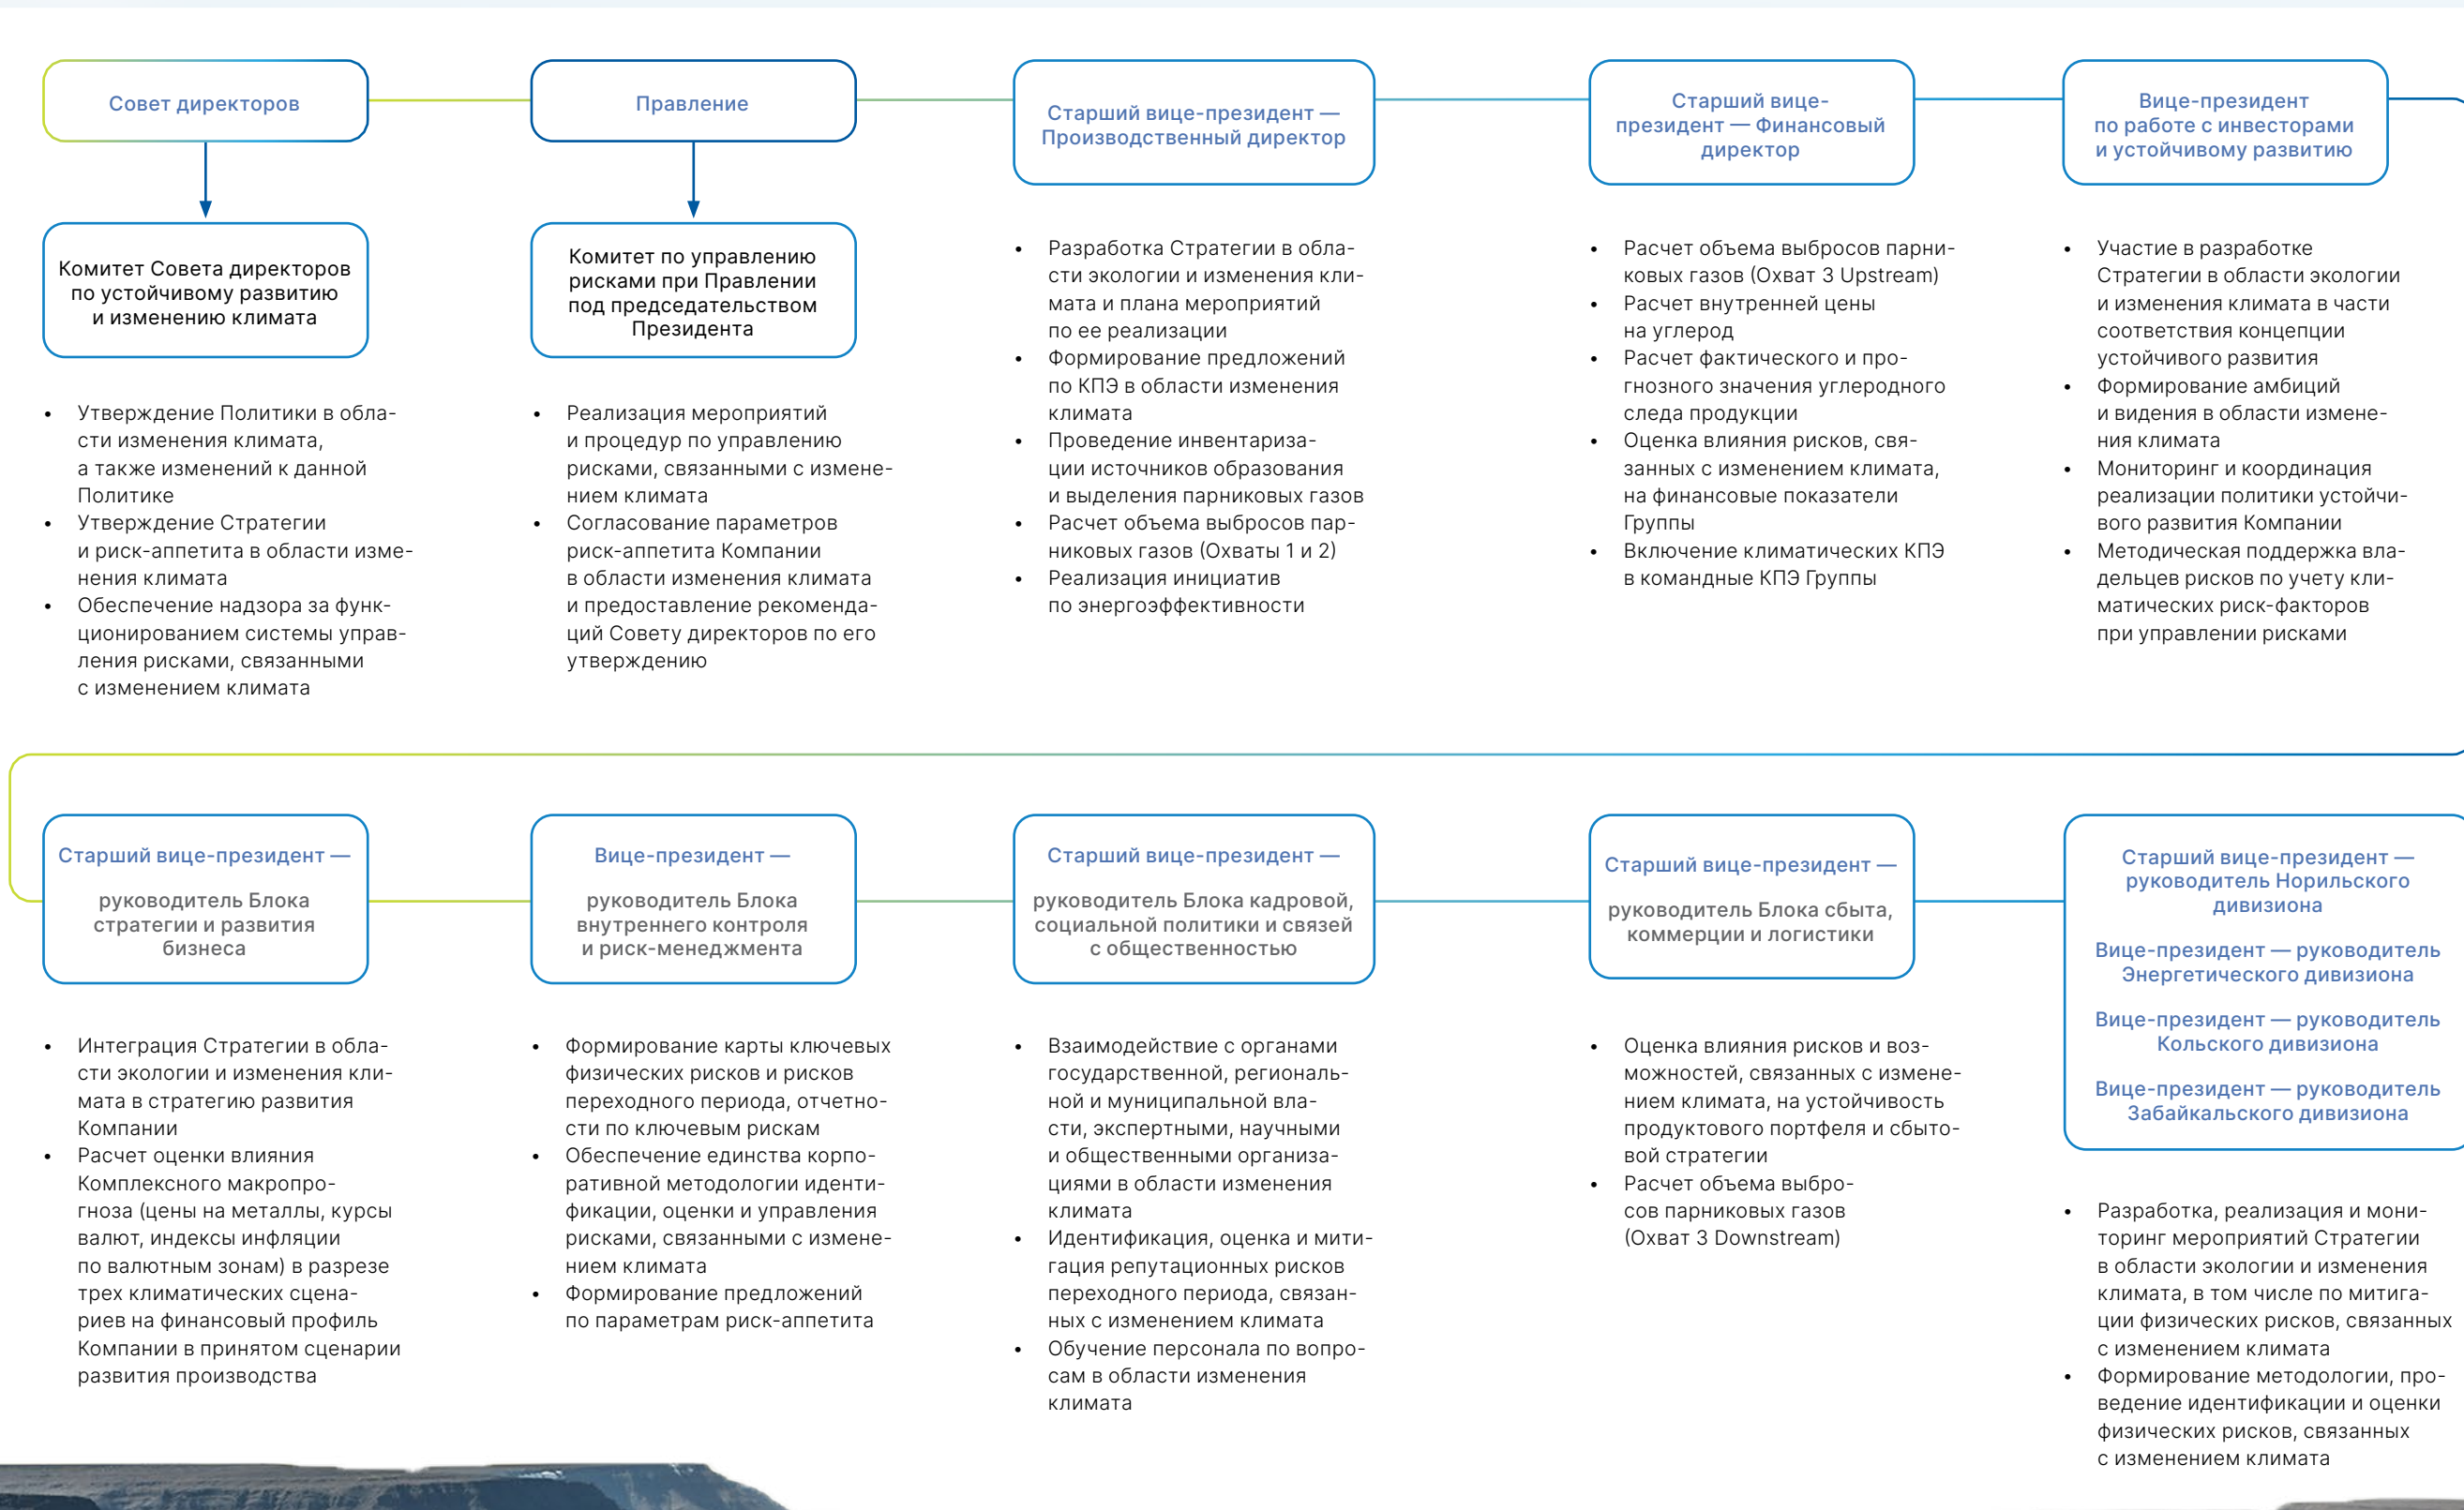 Совет директоров
Комитет Совета директоров
по устойчивому развитию
и изменению климата
• Утверждение Политики в обла-
сти изменения климата,
а также изменений к данной
Политике
• Утверждение Стратегии
и риск-аппетита в области изме-
нения климата
• Обеспечение надзора за функ-
ционированием системы управ-
ления рисками, связанными
с изменением климата
Правление
Комитет по управлению
рисками при Правлении
под председательством
Президента
• Реализация мероприятий
и процедур по управлению
рисками, связанными с измене-
нием климата
• Согласование параметров
риск-аппетита Компании
в области изменения климата
и предоставление рекоменда-
ций Совету директоров по его
утверждению
Старший вице-президент —
Производственный директор
• Разработка Стратегии в обла-
сти экологии и изменения кли-
мата и плана мероприятий
по ее реализации
• Формирование предложений
по КПЭ в области изменения
климата
• Проведение инвентариза-
ции источников образования
и выделения парниковых газов
• Расчет объема выбросов пар-
никовых газов (Охваты 1 и 2)
• Реализация инициатив
по энергоэффективности
Старший вице-
президент — Финансовый
директор
• Расчет объема выбросов парни-
ковых газов (Охват 3 Upstream)
• Расчет внутренней цены
на углерод
• Расчет фактического и про-
гнозного значения углеродного
следа продукции
• Оценка влияния рисков, свя-
занных с изменением климата,
на финансовые показатели
Группы
• Включение климатических КПЭ
в командные КПЭ Группы
Вице-президент
по работе с инвесторами
и устойчивому развитию
• Участие в разработке
Стратегии в области экологии
и изменения климата в части
соответствия концепции
устойчивого развития
• Формирование амбиций
и видения в области измене-
ния климата
• Мониторинг и координация
реализации политики устойчи-
вого развития Компании
• Методическая поддержка вла-
дельцев рисков по учету кли-
матических риск-факторов
при управлении рисками
Старший вице-президент —
руководитель Блока
стратегии и развития
бизнеса
• Интеграция Стратегии в обла-
сти экологии и изменения кли-
мата в стратегию развития
Компании
• Расчет оценки влияния
Комплексного макропро-
гноза (цены на металлы, курсы
валют, индексы инфляции
по валютным зонам) в разрезе
трех климатических сцена-
риев на финансовый профиль
Компании в принятом сценарии
развития производства
Вице-президент —
руководитель Блока
внутреннего контроля
и риск-менеджмента
• Формирование карты ключевых
физических рисков и рисков
переходного периода, отчетно-
сти по ключевым рискам
• Обеспечение единства корпо-
ративной методологии иденти-
фикации, оценки и управления
рисками, связанными с измене-
нием климата
• Формирование предложений
по параметрам риск-аппетита
Старший вице-президент —
руководитель Блока кадровой,
социальной политики и связей
с общественностью
• Взаимодействие с органами
государственной, региональ-
ной и муниципальной вла-
сти, экспертными, научными
и общественными организа-
циями в области изменения
климата
• Идентификация, оценка и мити-
гация репутационных рисков
переходного периода, связан-
ных с изменением климата
• Обучение персонала по вопро-
сам в области изменения
климата
Старший вице-президент —
руководитель Блока сбыта,
коммерции и логистики
• Оценка влияния рисков и воз-
можностей, связанных с измене-
нием климата, на устойчивость
продуктового портфеля и сбыто-
вой стратегии
• Расчет объема выбро-
сов парниковых газов
(Охват 3 Downstream)
Старший вице-президент —
руководитель Норильского
дивизиона
Вице-президент — руководитель
Энергетического дивизиона
Вице-президент — руководитель
Кольского дивизиона
Вице-президент — руководитель
Забайкальского дивизиона
• Разработка, реализация и мони-
торинг мероприятий Стратегии
в области экологии и изменения
климата, в том числе по митига-
ции физических рисков, связанных
с изменением климата
• Формирование методологии, про-
ведение идентификации и оценки
физических рисков, связанных
с изменением климата